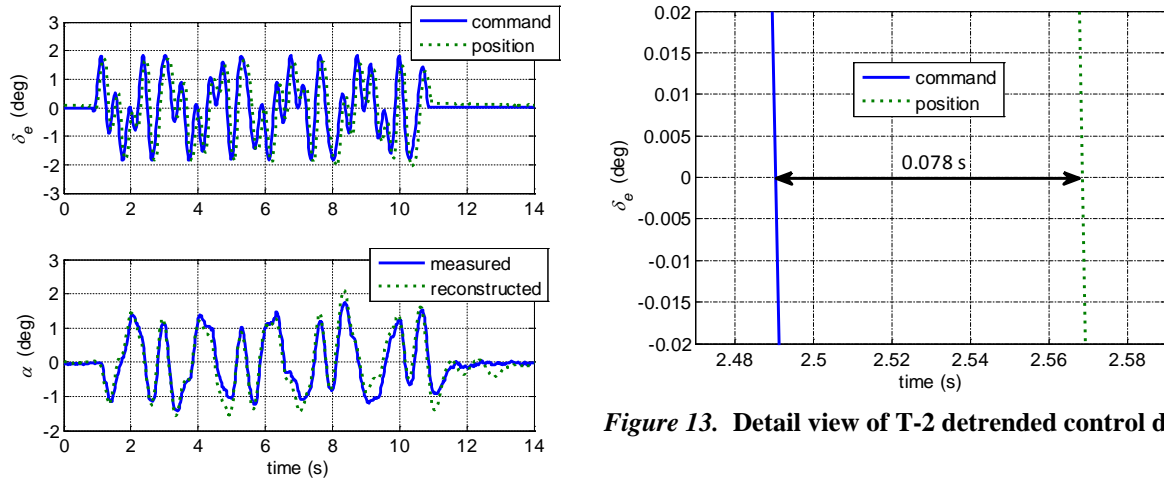 3
2
1
0
-1
-2
-3
δe (deg)
command
position
0 2 4 6 8 10 12 14
3
2
1
0
-1
-2
α (deg)
measured
reconstructed
0 2 4 6 8 10 12 14
time (s)
0.02
0.015
0.01
0.005
0
-0.005
-0.01
-0.015
-0.02
δe (deg)
command
position
0.078 s
2.48 2.5 2.52 2.54 2.56 2.58
time (s)
Figure 13. Detail view of T-2 detrended control d